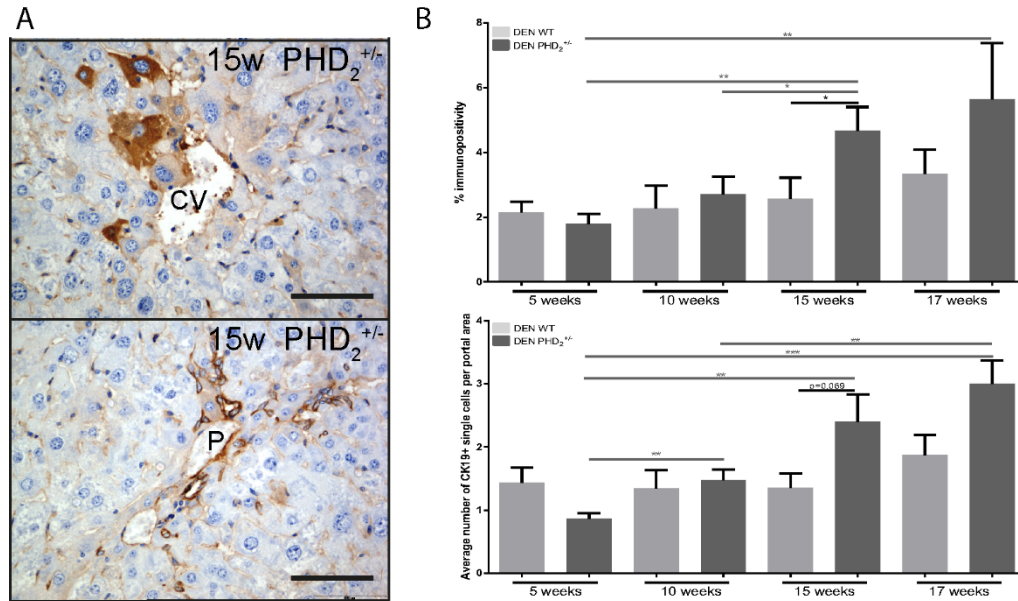 A
15w PHD₂⁺/⁻
CV
15w PHD₂⁺/⁻
P
B
DEN WT
DEN PHD₂⁺/⁻
% immunopositivity
8
6
4
2
0
**
**
*
*
5 weeks
10 weeks
15 weeks
17 weeks
DEN WT
DEN PHD₂⁺/⁻
Average number of CK19+ single cells per portal area
4
3
2
1
0
**
***
**
p=0,069
**
5 weeks
10 weeks
15 weeks
17 weeks